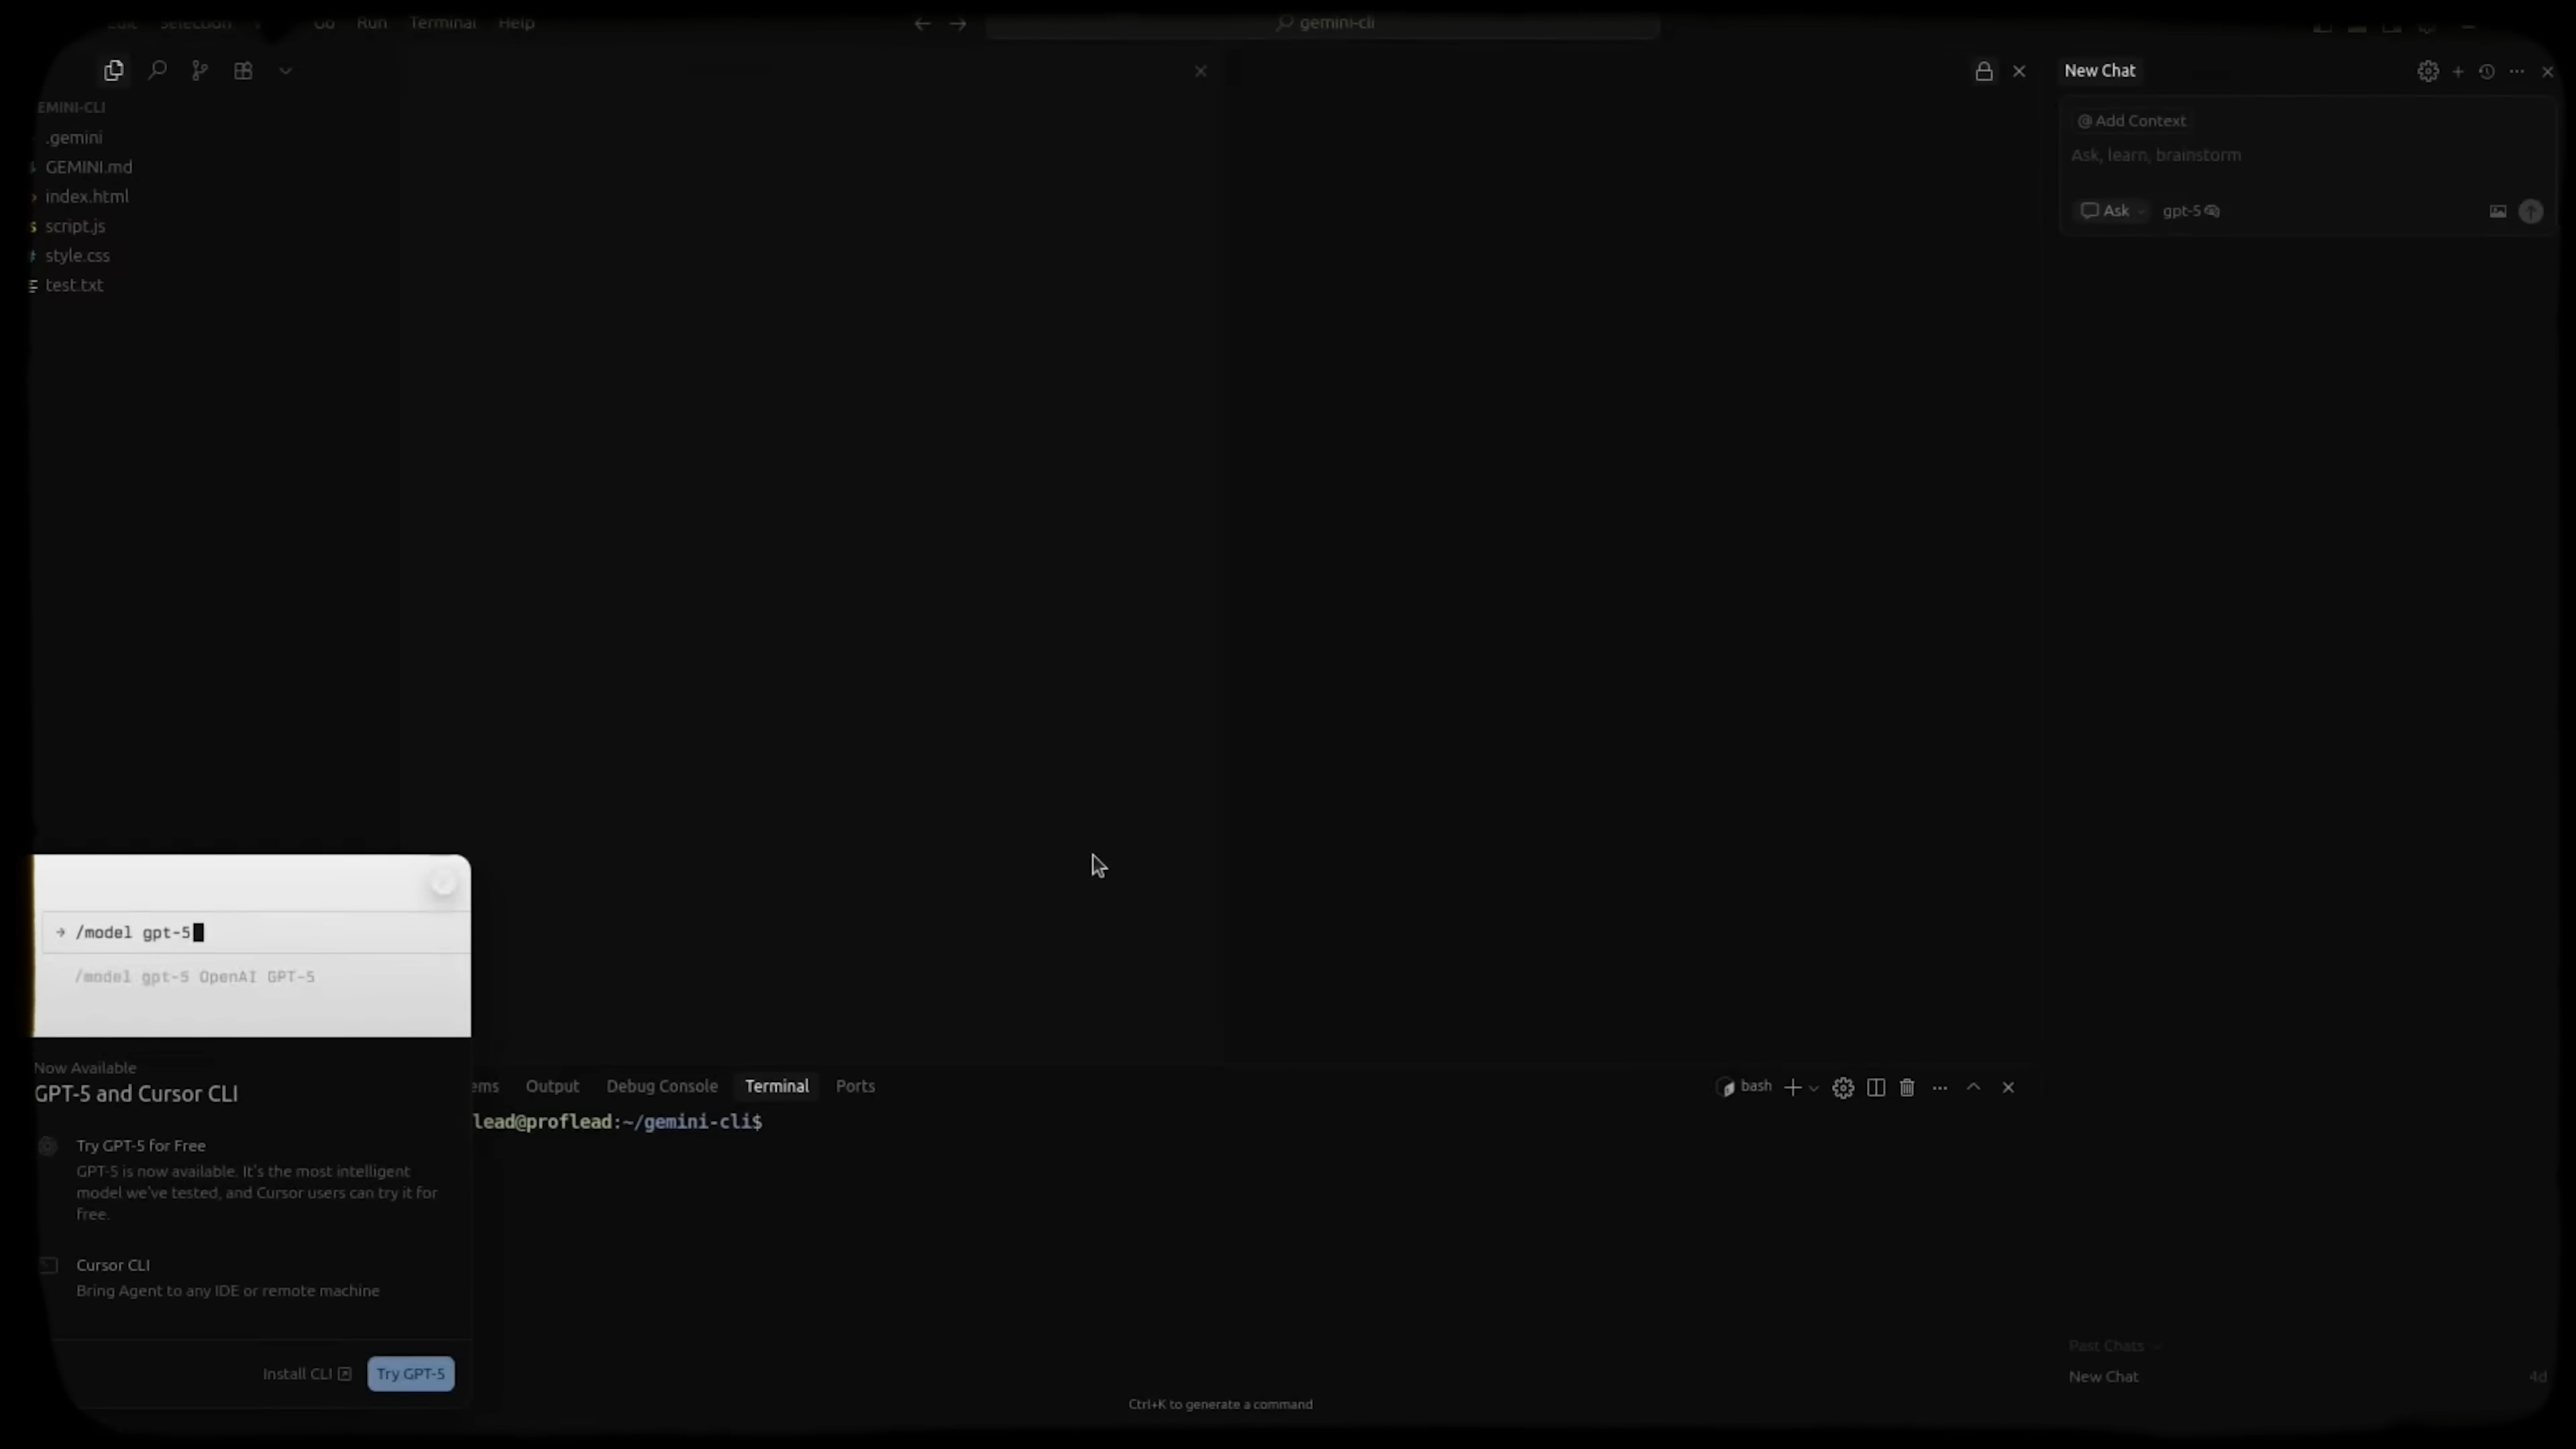 Selection
Go
Run
Terminal
Help
gemini-cli
EMINI-CLI
.gemini
GEMINI.md
index.html
script.js
style.css
test.txt
New Chat
@ Add Context
Ask, learn, brainstorm
Ask
gpt-5
→ /model gpt-5
/model gpt-5 OpenAI GPT-5
Now Available
GPT-5 and Cursor CLI
Try GPT-5 for Free
GPT-5 is now available. It's the most intelligent
model we've tested, and Cursor users can try it for
free.
Cursor CLI
Bring Agent to any IDE or remote machine
Install CLI
Try GPT-5
ems
Output
Debug Console
Terminal
Ports
bash
lead@proflead:~/gemini-cli$
Ctrl+K to generate a command
Past Chats
New Chat
4d